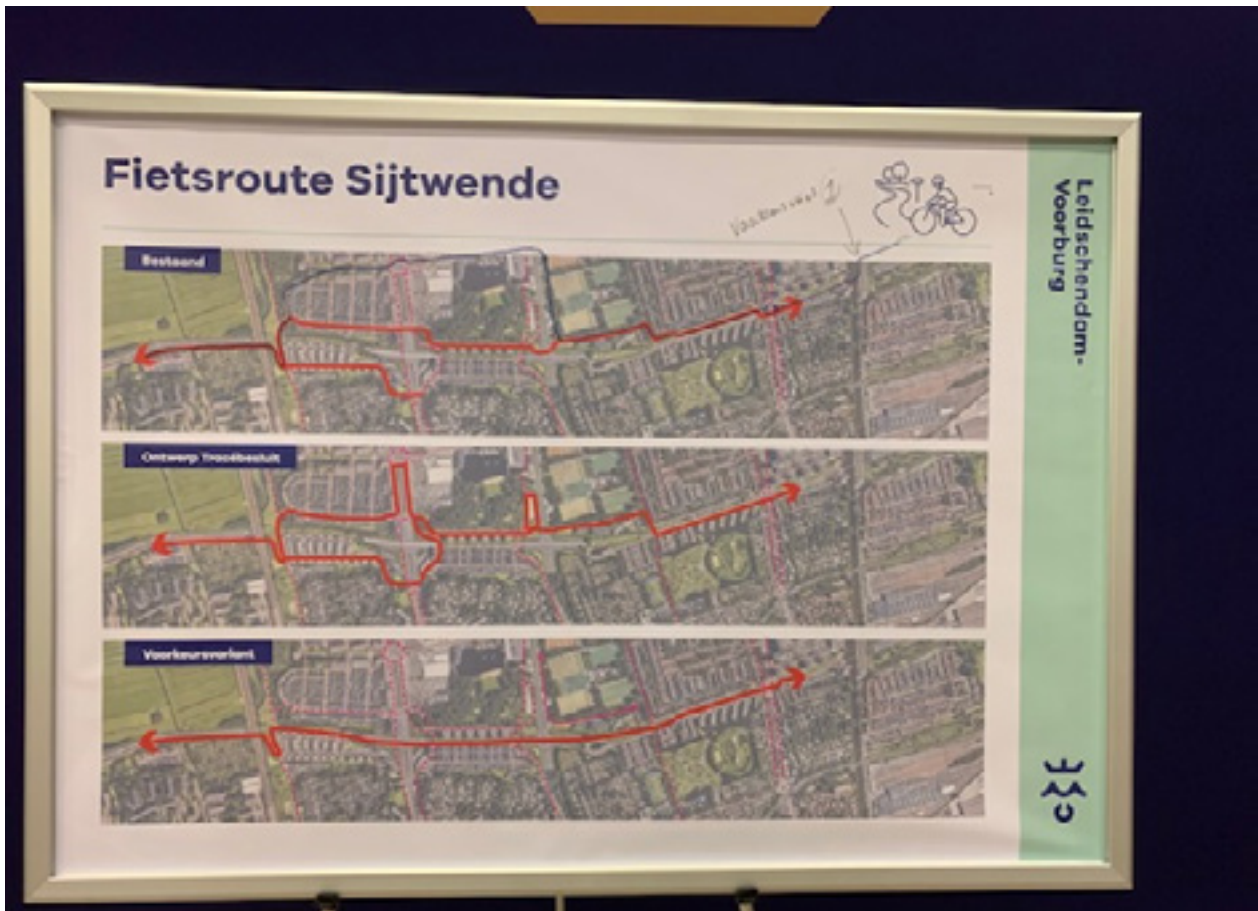 Fietsroute Sijtwende
Leidschendam-
Voorburg
Bestaand
Ontwerp Tracébesluit
Voorkeursvariant